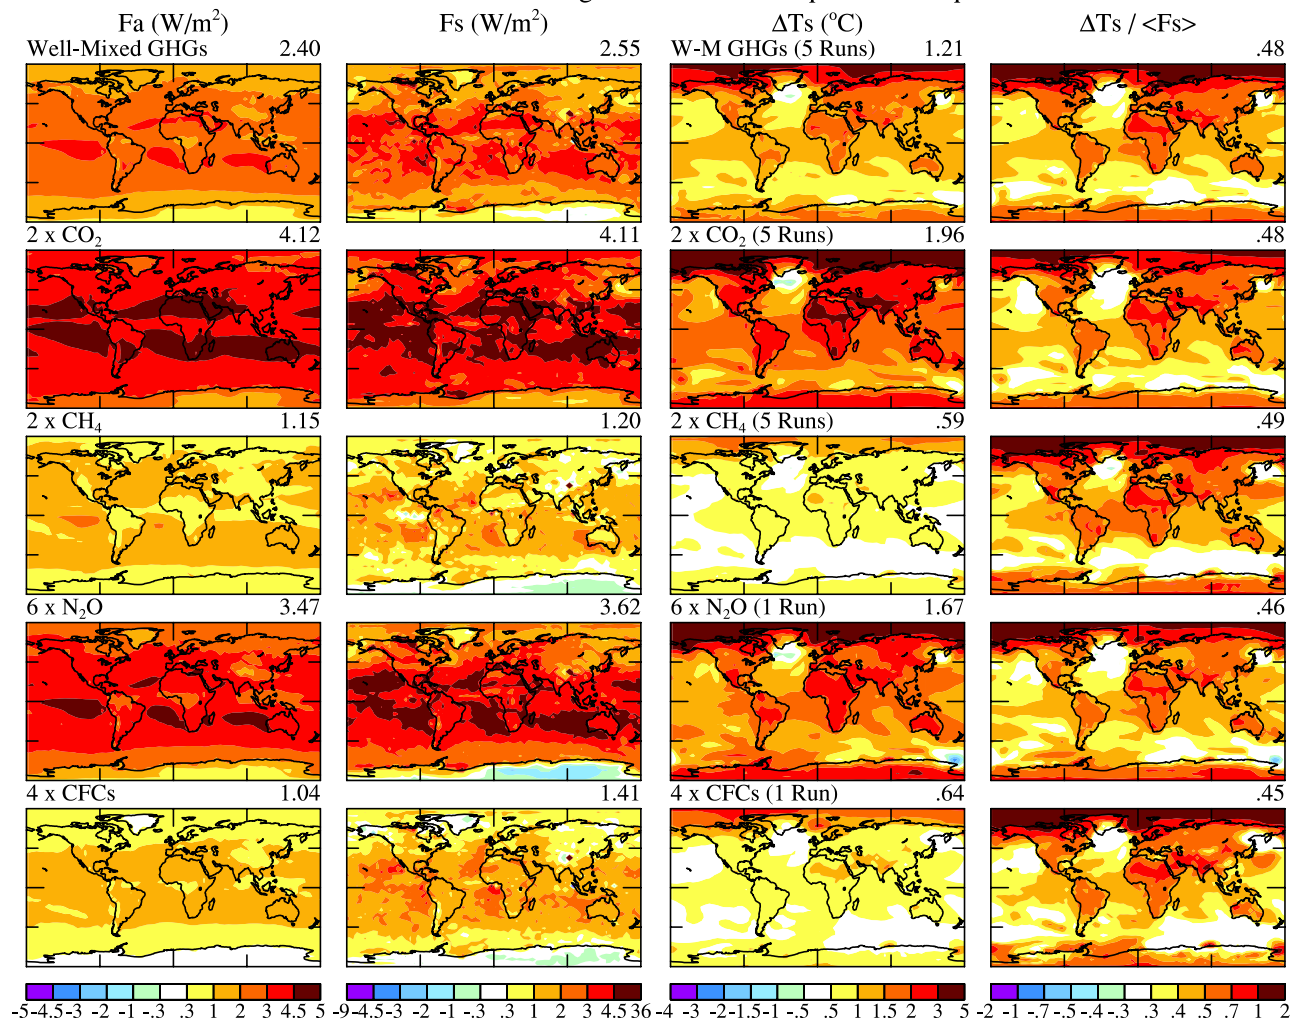 Fa (W/m²) Fs (W/m²) ΔTs (°C) ΔTs / <Fs>
Well-Mixed GHGs 2.40 2.55 W-M GHGs (5 Runs) 1.21 .48
2 x CO₂ 4.12 4.11 2 x CO₂ (5 Runs) 1.96 .48
2 x CH₄ 1.15 1.20 2 x CH₄ (5 Runs) .59 .49
6 x N₂O 3.47 3.62 6 x N₂O (1 Run) 1.67 .46
4 x CFCs 1.04 1.41 4 x CFCs (1 Run) .64 .45
-5 -4.5 -3 -2 -1 -.3 .3 1 2 3 4.5 5
-9 -4.5 -3 -2 -1 -.3 .3 1 2 3 4.5 36
-4 -3 -2 -1.5 -1 -.5 .5 1 1.5 2 3 5
-2 -1 -.7 -.5 -.4 -.3 .3 .4 .5 .7 1 2